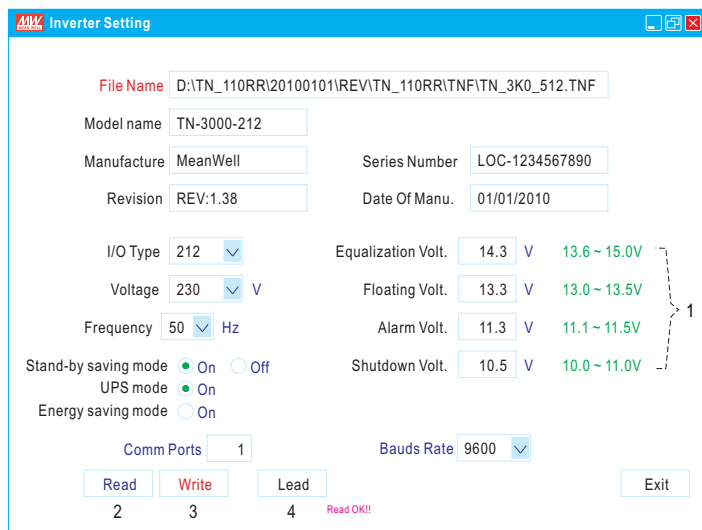 MW MEAN WELL Inverter Setting
File Name D:\TN_110RR\20100101\REV\TN_110RR\TNF\TN_3K0_512.TNF
Model name TN-3000-212
Manufacture MeanWell Series Number LOC-1234567890
Revision REV:1.38 Date Of Manu. 01/01/2010
I/O Type 212 Equalization Volt. 14.3 V 13.6 ~ 15.0V
Voltage 230 V Floating Volt. 13.3 V 13.0 ~ 13.5V
1
Frequency 50 Hz Alarm Volt. 11.3 V 11.1 ~ 11.5V
Stand-by saving mode On Off Shutdown Volt. 10.5 V 10.0 ~ 11.0V
UPS mode On
Energy saving mode On
Comm Ports 1 Bauds Rate 9600
Read Write Lead Exit
2 3 4 Read OK!!